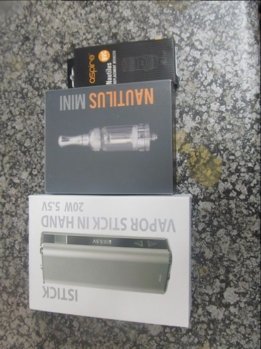 aspire
Nautilus
NAUTILUS
MINI
VAPOR STICK IN HAND
20W 5.5V
ISTICK